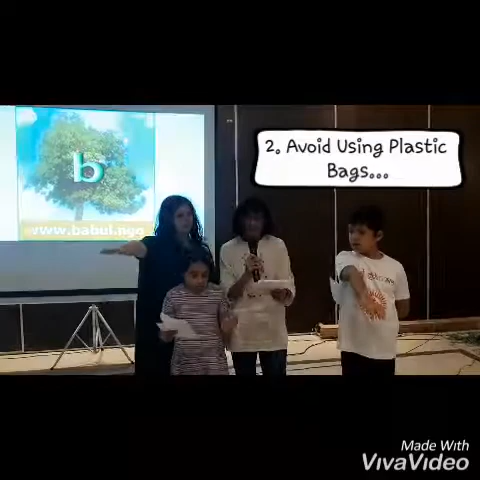 b
www.babul.ngo
2. Avoid Using Plastic
Bags...
Made With
VivaVideo